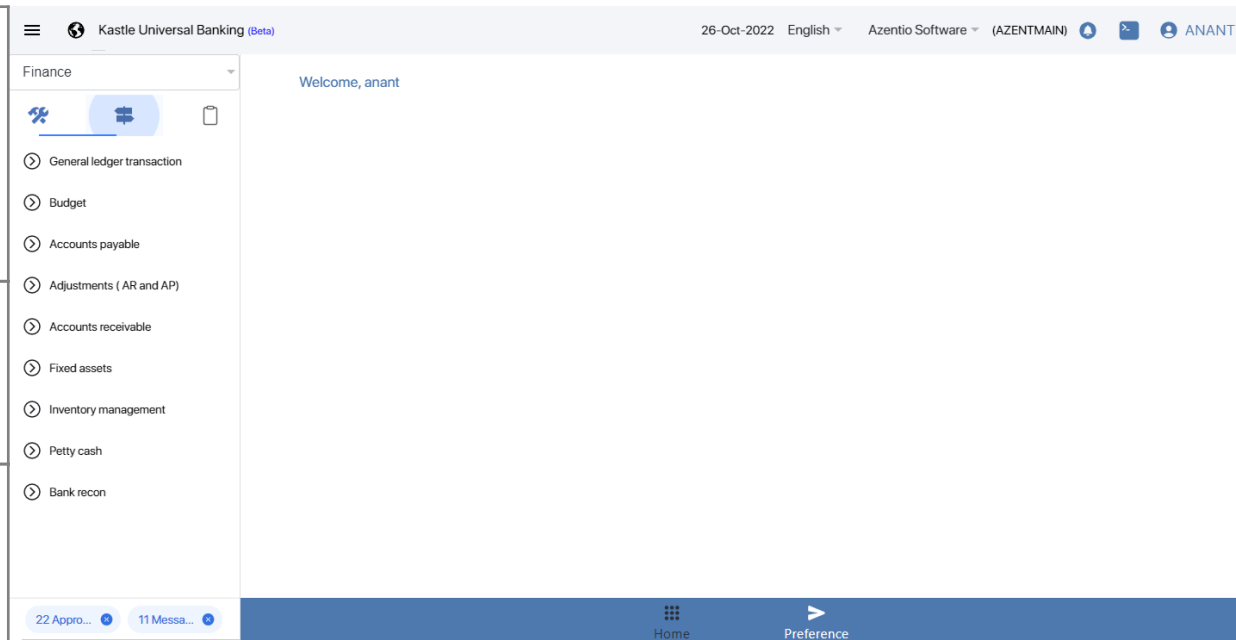 Kastle Universal Banking (Beta)
26-Oct-2022 English Azentio Software (AZENTMAIN) ANANT
Finance
Welcome, anant
General ledger transaction
Budget
Accounts payable
Adjustments ( AR and AP)
Accounts receivable
Fixed assets
Inventory management
Petty cash
Bank recon
22 Appro... 11 Messa...
Home Preference